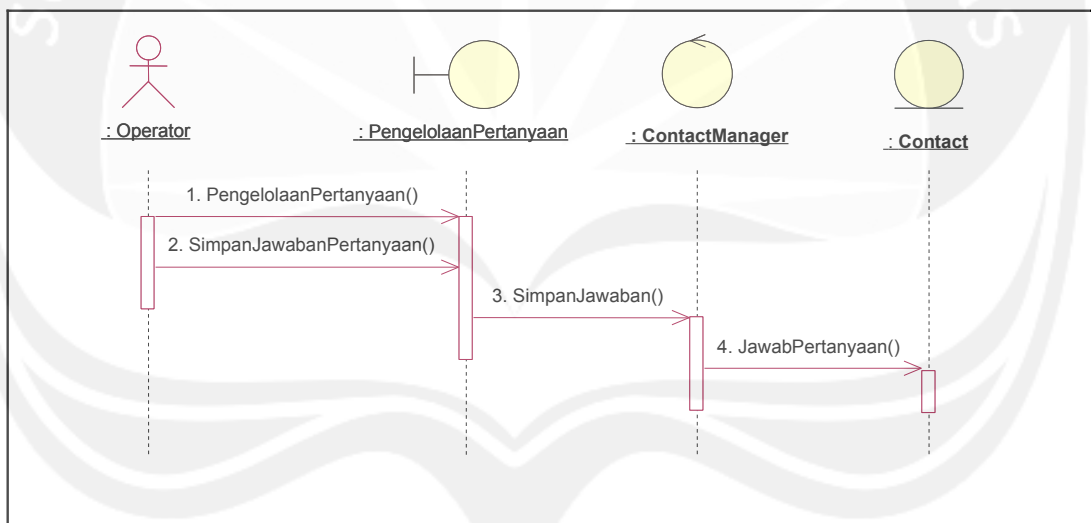 : Operator
: PengelolaanPertanyaan
: ContactManager
: Contact
1. PengelolaanPertanyaan()
2. SimpanJawabanPertanyaan()
3. SimpanJawaban()
4. JawabPertanyaan()